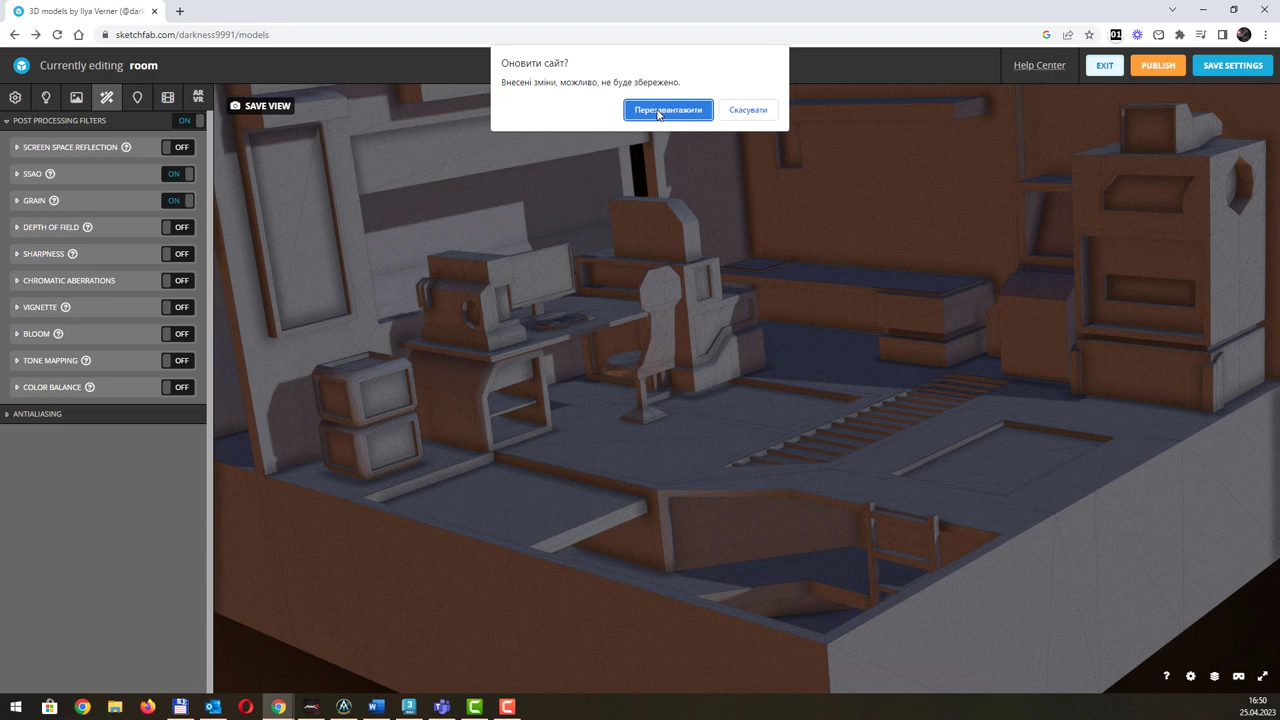 3D models by Ilya Verner (@dark
sketchfab.com/darkness9991/models
Currently editing room
Оновити сайт?
Внесені зміни, можливо, не буде збережено.
Перезавантажити
Скасувати
Help Center
EXIT
PUBLISH
SAVE SETTINGS
AR
VR
SAVE VIEW
POST PROCESSING FILTERS ON
SCREEN SPACE REFLECTION ? OFF
SSAO ? ON
GRAIN ? ON
DEPTH OF FIELD ? OFF
SHARPNESS ? OFF
CHROMATIC ABERRATIONS OFF
VIGNETTE ? OFF
BLOOM ? OFF
TONE MAPPING ? OFF
COLOR BALANCE ? OFF
ANTIALIASING
16:50
25.04.2023